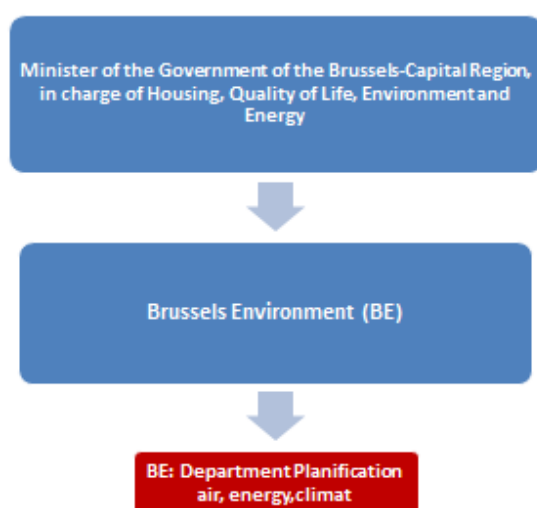 Minister of the Government of the Brussels-Capital Region,
in charge of Housing, Quality of Life, Environment and
Energy
Brussels Environment (BE)
BE: Department Planification
air, energy,climat